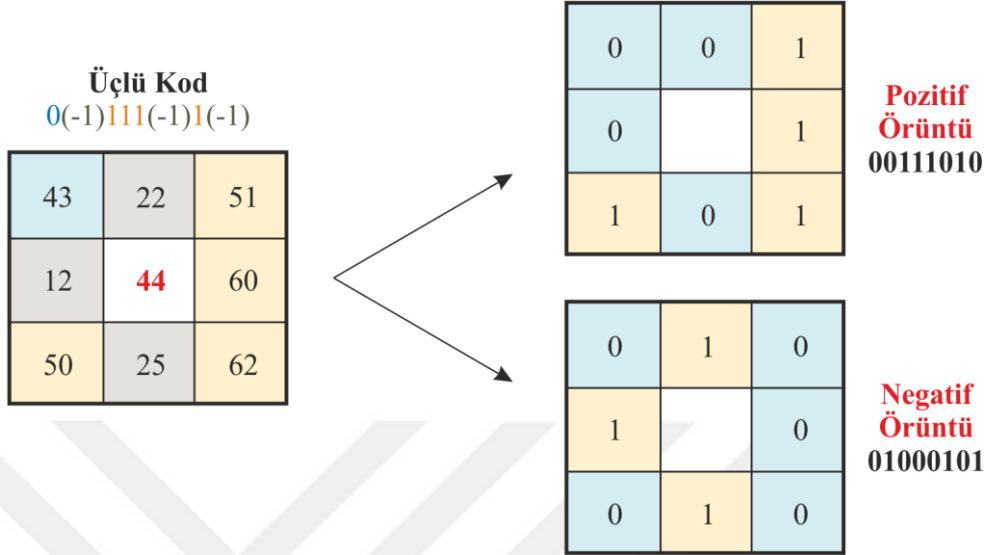 Üçlü Kod
0(-1)111(-1)1(-1)
43 22 51
12 44 60
50 25 62
0 0 1
0 1
1 0 1
Pozitif
Örüntü
00111010
0 1 0
1 0
0 1 0
Negatif
Örüntü
01000101